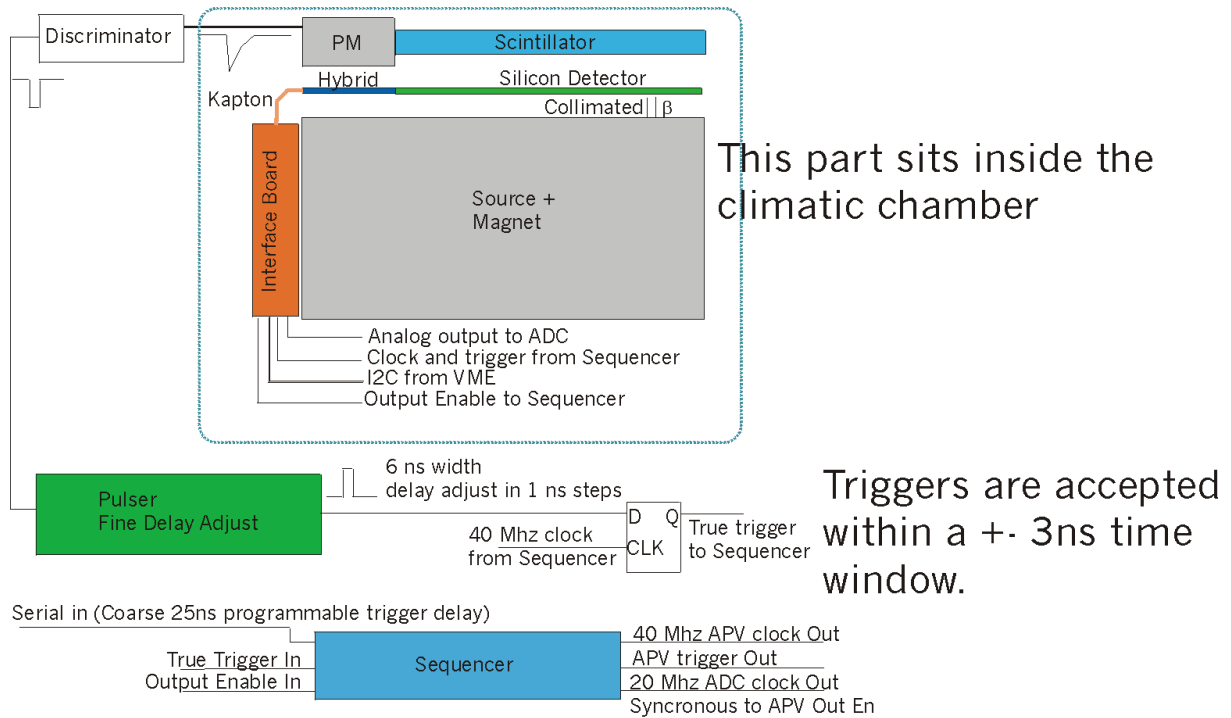 Discriminator
PM
Scintillator
Hybrid
Silicon Detector
Kapton
Collimated
β
Interface Board
Source +
Magnet
This part sits inside the
climatic chamber
Analog output to ADC
Clock and trigger from Sequencer
I2C from VME
Output Enable to Sequencer
Pulser
Fine Delay Adjust
6 ns width
delay adjust in 1 ns steps
40 Mhz clock
from Sequencer
D Q
CLK
True trigger
to Sequencer
Triggers are accepted
within a +- 3ns time
window.
Serial in (Coarse 25ns programmable trigger delay)
True Trigger In
Output Enable In
Sequencer
40 Mhz APV clock Out
APV trigger Out
20 Mhz ADC clock Out
Syncronous to APV Out En